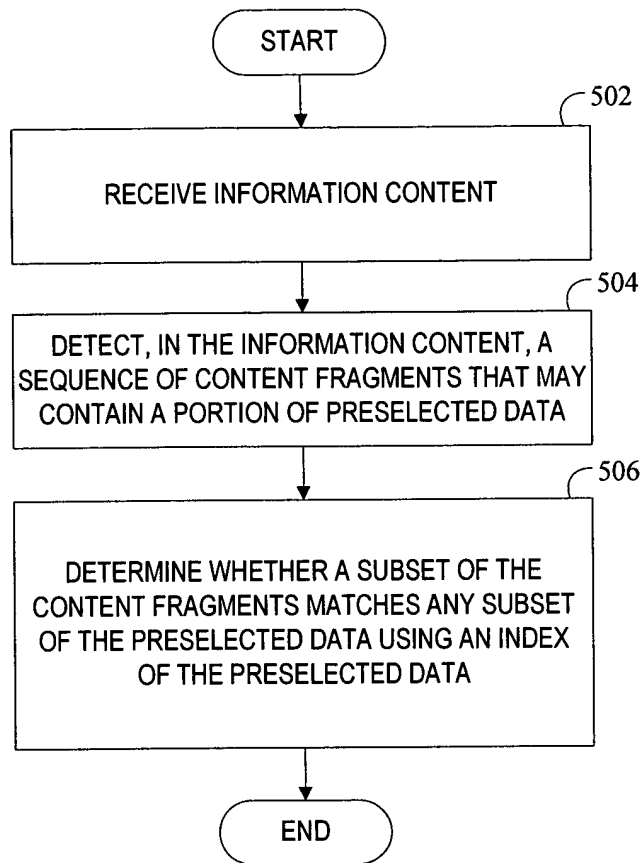 START
502
RECEIVE INFORMATION CONTENT
504
DETECT, IN THE INFORMATION CONTENT, A
SEQUENCE OF CONTENT FRAGMENTS THAT MAY
CONTAIN A PORTION OF PRESELECTED DATA
506
DETERMINE WHETHER A SUBSET OF THE
CONTENT FRAGMENTS MATCHES ANY SUBSET
OF THE PRESELECTED DATA USING AN INDEX
OF THE PRESELECTED DATA
END